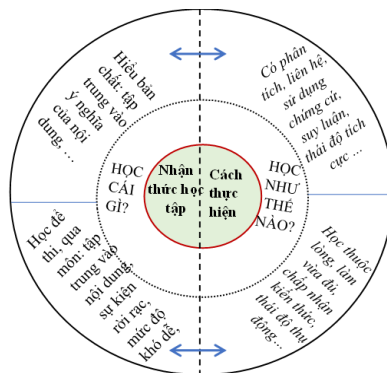 Hiểu bản
chất: tập
trung vào
ý nghĩa
của nội
dung, …
Có phân
tích, liên hệ,
sử dụng
chứng cứ,
suy luận,
thái độ tích
cực …
HỌC
CÁI
GÌ?
Nhận
thức học
tập
Cách
thực
hiện
HỌC
NHƯ
THẾ
NÀO?
Học để
thi, qua
môn: tập
trung vào
nội dung,
sự kiện
rời rạc,
mức độ
khó dễ,
Học thuộc
lòng, làm
vừa đủ,
chấp nhận
kiến thức,
thái độ thụ
động…